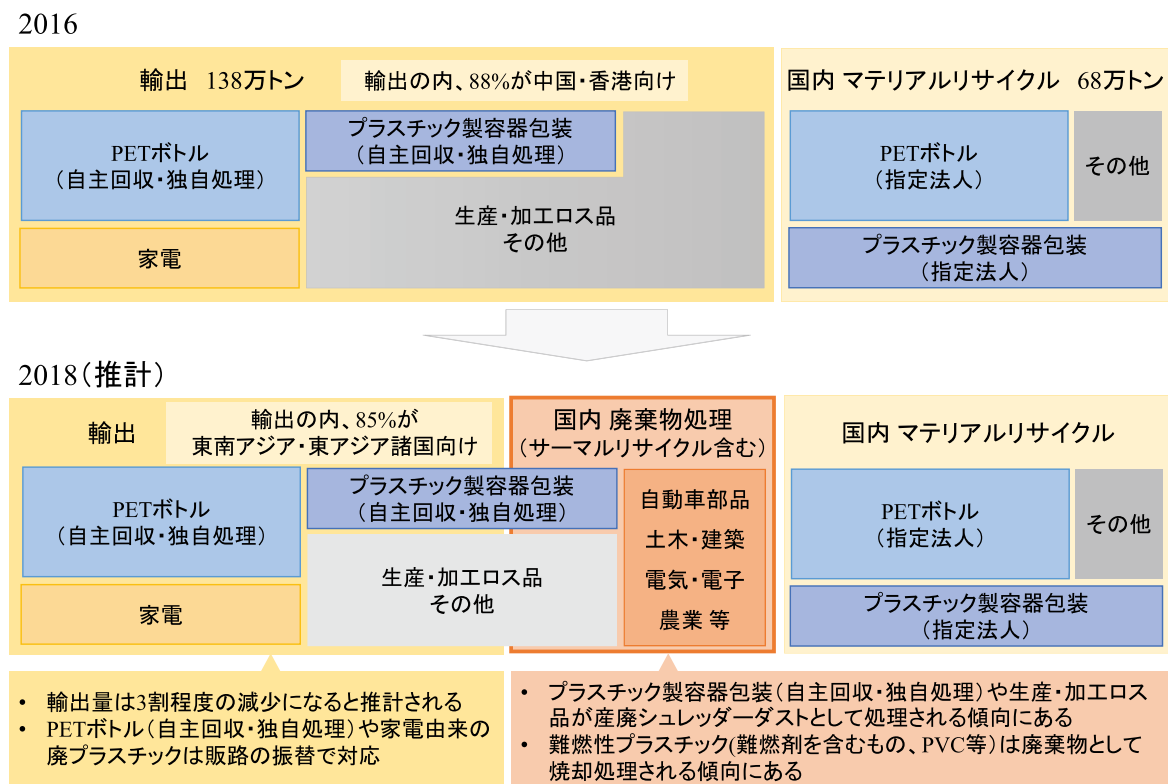 2016
輸出 138万トン
輸出の内、88%が中国・香港向け
PETボトル
(自主回収・独自処理)
プラスチック製容器包装
(自主回収・独自処理)
家電
生産・加工ロス品
その他
国内 マテリアルリサイクル 68万トン
PETボトル
(指定法人)
その他
プラスチック製容器包装
(指定法人)
2018(推計)
輸出
輸出の内、85%が
東南アジア・東アジア諸国向け
PETボトル
(自主回収・独自処理)
プラスチック製容器包装
(自主回収・独自処理)
家電
生産・加工ロス品
その他
国内 廃棄物処理
(サーマルリサイクル含む)
自動車部品
土木・建築
電気・電子
農業 等
国内 マテリアルリサイクル
PETボトル
(指定法人)
その他
プラスチック製容器包装
(指定法人)
• 輸出量は3割程度の減少になると推計される
• PETボトル(自主回収・独自処理)や家電由来の
廃プラスチックは販路の振替で対応
• プラスチック製容器包装(自主回収・独自処理)や生産・加工ロス
品が産廃シュレッダーダストとして処理される傾向にある
• 難燃性プラスチック(難燃剤を含むもの、PVC等)は廃棄物として
焼却処理される傾向にある